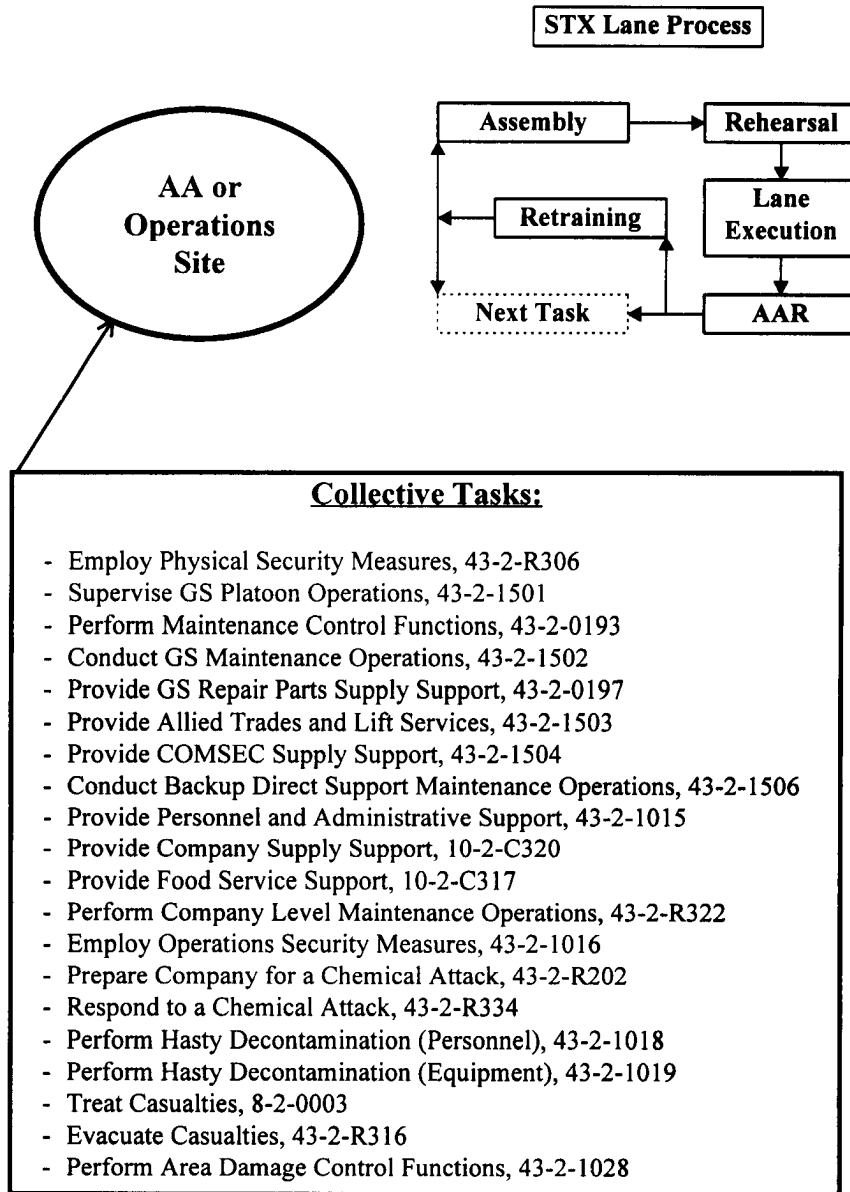 STX Lane Process
AA or
Operations
Site
Assembly
Rehearsal
Lane
Execution
Retraining
Next Task
AAR
Collective Tasks:
- Employ Physical Security Measures, 43-2-R306
- Supervise GS Platoon Operations, 43-2-1501
- Perform Maintenance Control Functions, 43-2-0193
- Conduct GS Maintenance Operations, 43-2-1502
- Provide GS Repair Parts Supply Support, 43-2-0197
- Provide Allied Trades and Lift Services, 43-2-1503
- Provide COMSEC Supply Support, 43-2-1504
- Conduct Backup Direct Support Maintenance Operations, 43-2-1506
- Provide Personnel and Administrative Support, 43-2-1015
- Provide Company Supply Support, 10-2-C320
- Provide Food Service Support, 10-2-C317
- Perform Company Level Maintenance Operations, 43-2-R322
- Employ Operations Security Measures, 43-2-1016
- Prepare Company for a Chemical Attack, 43-2-R202
- Respond to a Chemical Attack, 43-2-R334
- Perform Hasty Decontamination (Personnel), 43-2-1018
- Perform Hasty Decontamination (Equipment), 43-2-1019
- Treat Casualties, 8-2-0003
- Evacuate Casualties, 43-2-R316
- Perform Area Damage Control Functions, 43-2-1028